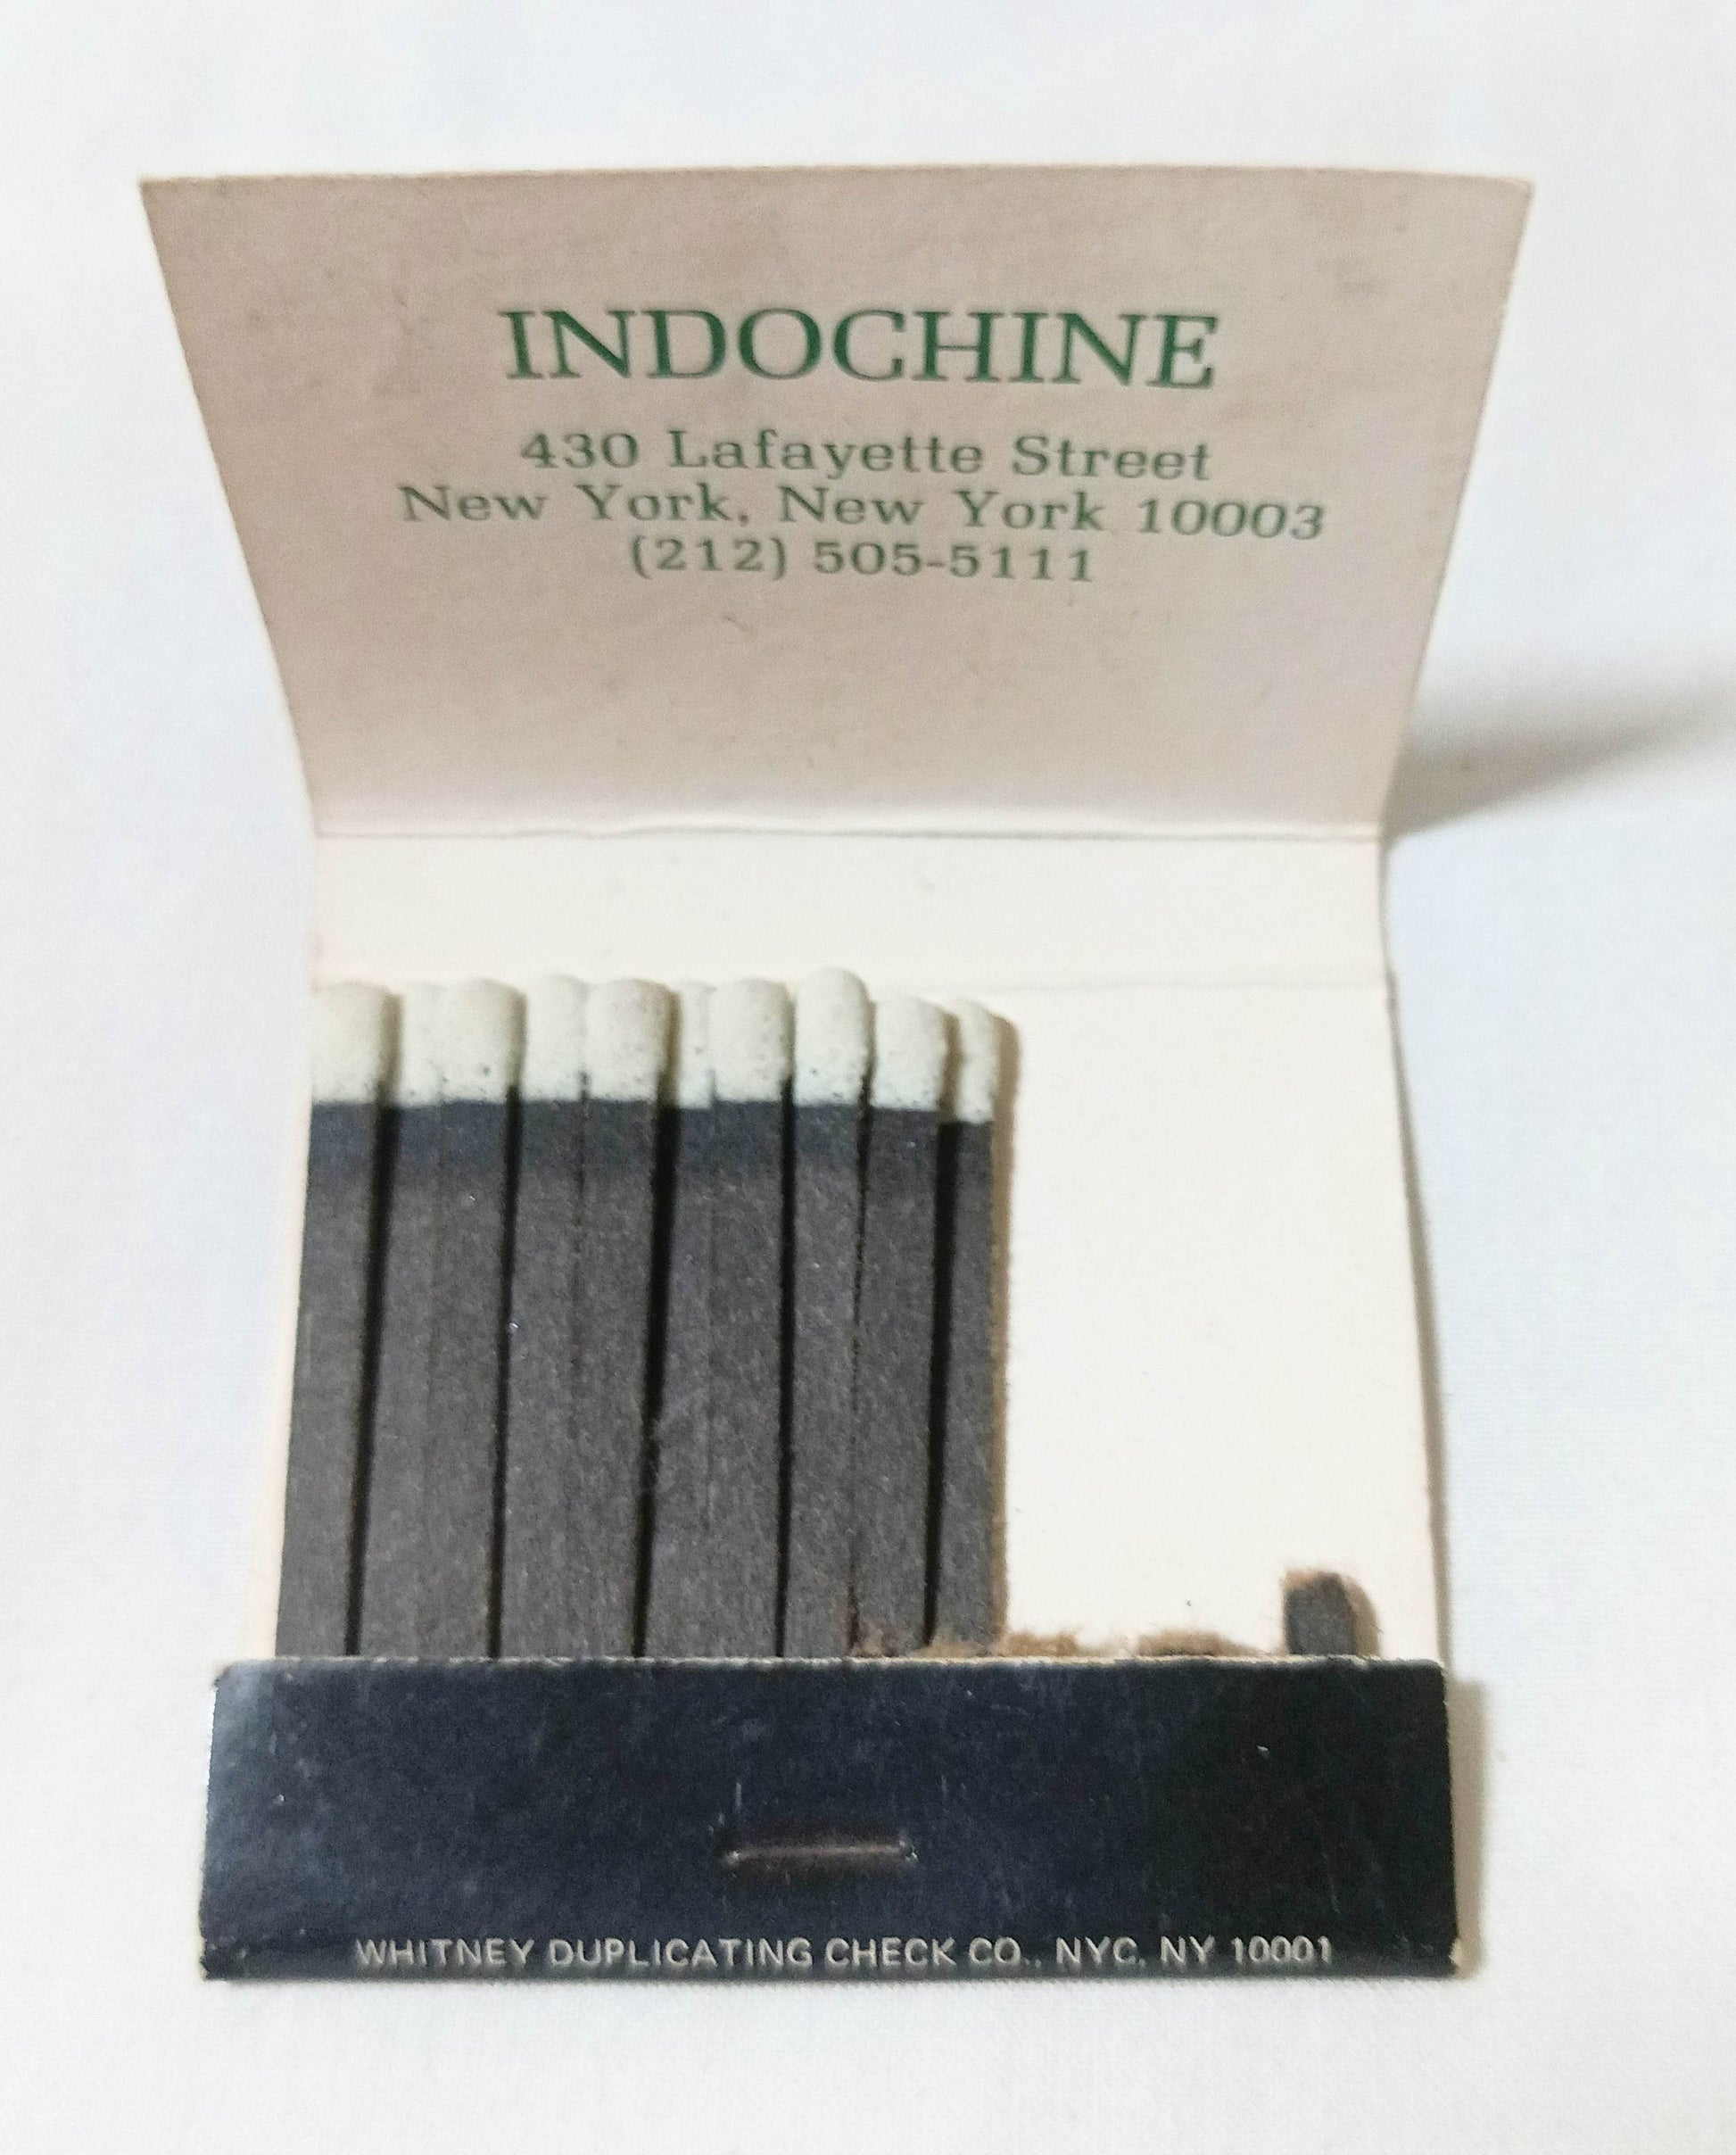 INDOCHINE
430 Lafayette Street
New York, New York 10003
(212) 505-5111
WHITNEY DUPLICATING CHECK CO., NYC, NY 10001